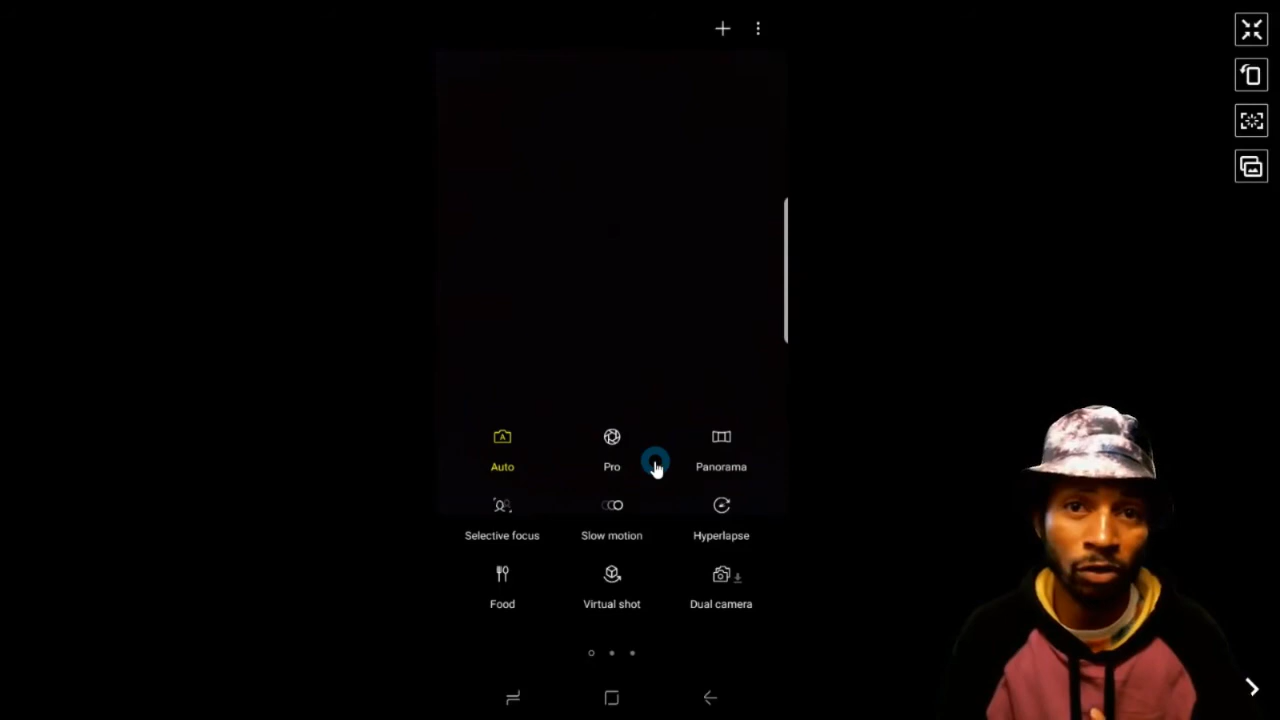 Auto
Pro
Panorama
Selective focus
Slow motion
Hyperlapse
Food
Virtual shot
Dual camera